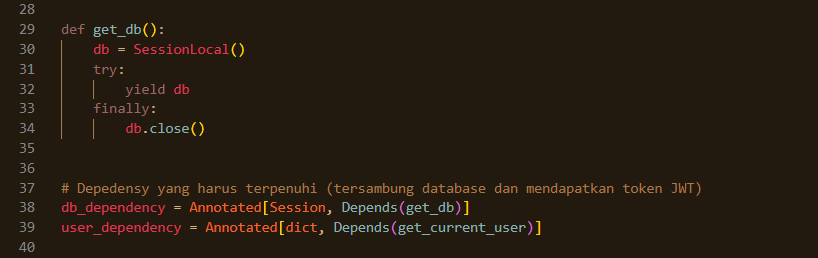 28
29 def get_db():
30     db = SessionLocal()
31     try:
32         yield db
33     finally:
34         db.close()
35
36
37 # Depedensy yang harus terpenuhi (tersambung database dan mendapatkan token JWT)
38 db_dependency = Annotated[Session, Depends(get_db)]
39 user_dependency = Annotated[dict, Depends(get_current_user)]
40